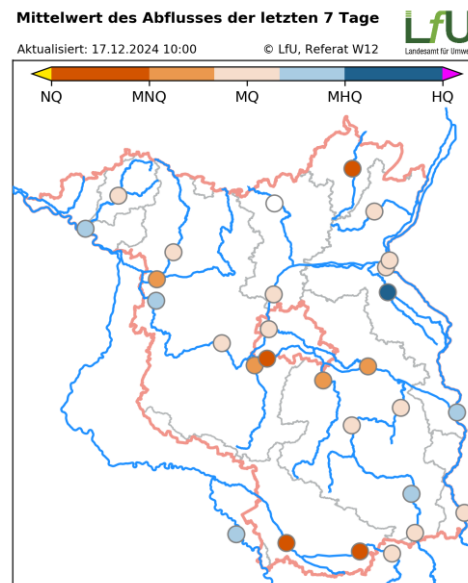 Mittelwert des Abflusses der letzten 7 Tage
LfU
Aktualisiert: 17.12.2024 10:00 © LfU, Referat W12
Landesamt für
NQ MNQ MQ MHQ HQ